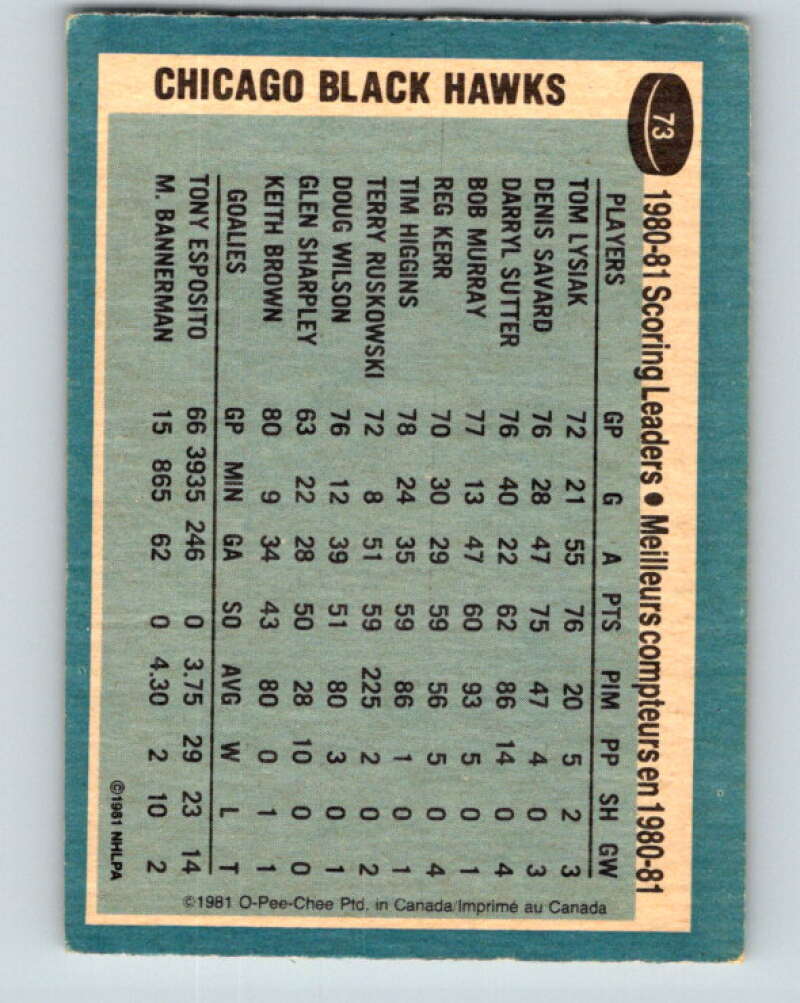 CHICAGO BLACK HAWKS
73
1980-81 Scoring Leaders • Meilleurs compteurs en 1980-81
PLAYERS GP G A PTS PIM PP SH GW
TOM LYSIAK 72 21 55 76 20 5 2 3
DENIS SAVARD 76 28 47 75 47 4 0 3
DARRYL SUTTER 76 40 22 62 86 14 0 4
BOB MURRAY 77 13 47 60 93 5 0 1
REG KERR 70 30 29 59 56 5 0 4
TIM HIGGINS 78 24 35 59 86 1 0 1
TERRY RUSKOWSKI 72 8 51 59 225 2 0 2
DOUG WILSON 76 12 39 51 80 3 0 1
GLEN SHARPLEY 63 22 28 50 28 10 0 0
KEITH BROWN 80 9 34 43 80 0 1 1
GOALIES GP MIN GA SO AVG W L T
TONY ESPOSITO 66 3935 246 0 3.75 29 23 14
M. BANNERMAN 15 865 62 0 4.30 2 10 2
©1981 NHLPA
©1981 O-Pee-Chee Ptd. in Canada/Imprimé au Canada